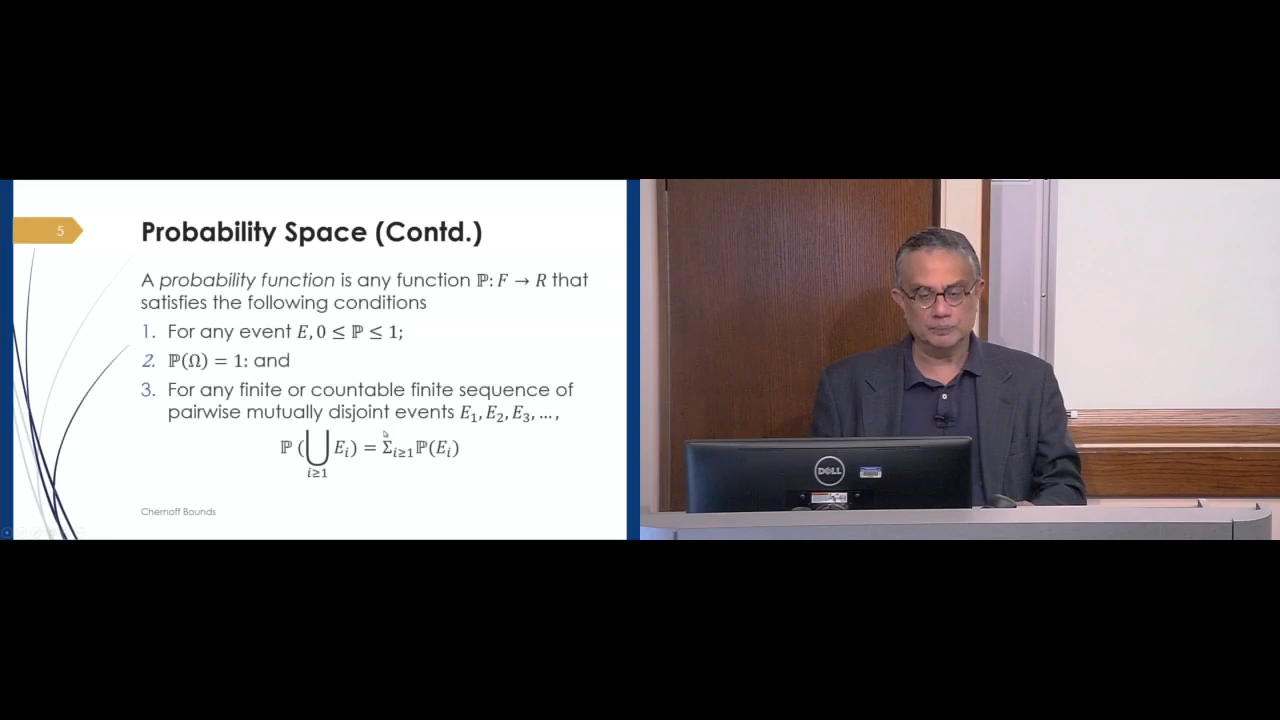 5
Probability Space (Contd.)
A probability function is any function ℙ: F → R that
satisfies the following conditions
1. For any event E, 0 ≤ ℙ ≤ 1;
2. ℙ(Ω) = 1: and
3. For any finite or countable finite sequence of
pairwise mutually disjoint events E₁, E₂, E₃, …,
ℙ (⋃ᵢ≥₁ Eᵢ) = Σᵢ≥₁ℙ(Eᵢ)
Chernoff Bounds
DELL